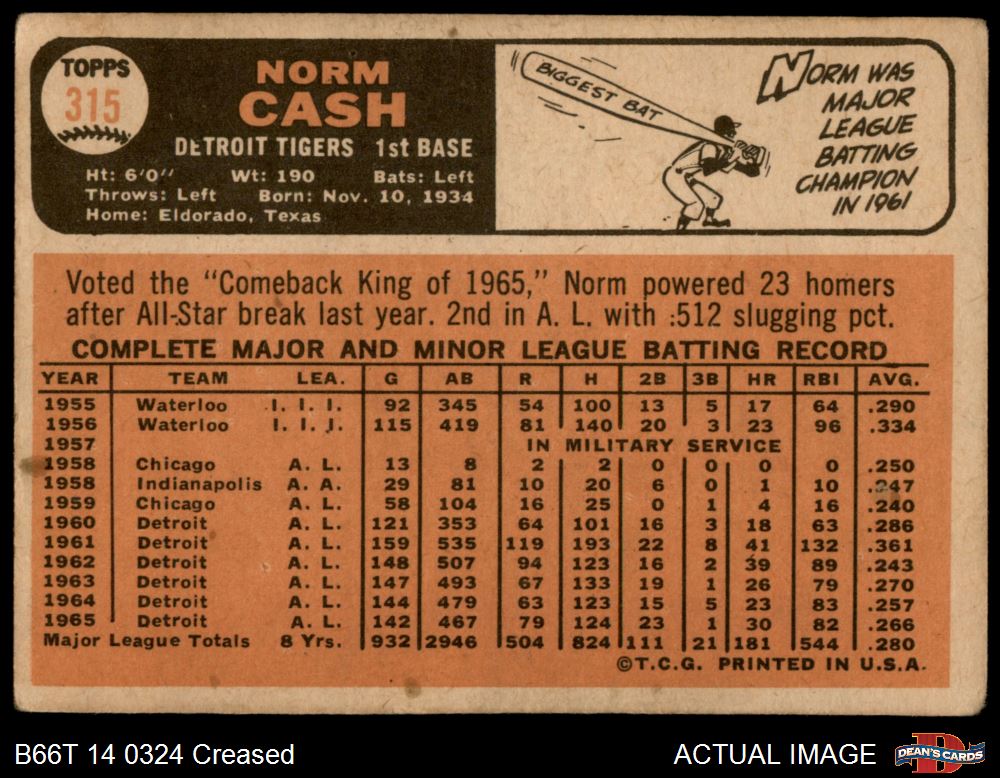 TOPPS
315
NORM
CASH
DETROIT TIGERS 1st BASE
Ht: 6'0" Wt: 190 Bats: Left
Throws: Left Born: Nov. 10, 1934
Home: Eldorado, Texas
BIGGEST BAT
NORM WAS
MAJOR
LEAGUE
BATTING
CHAMPION
IN 1961
Voted the "Comeback King of 1965," Norm powered 23 homers
after All-Star break last year. 2nd in A. L. with .512 slugging pct.
COMPLETE MAJOR AND MINOR LEAGUE BATTING RECORD
YEAR TEAM LEA. G AB R H 2B 3B HR RBI AVG.
1955 Waterloo I. I. I. 92 345 54 100 13 5 17 64 .290
1956 Waterloo I. I. I. 115 419 81 140 20 3 23 96 .334
1957 IN MILITARY SERVICE
1958 Chicago A. L. 13 8 2 2 0 0 0 0 .250
1958 Indianapolis A. A. 29 81 10 20 6 0 1 10 .247
1959 Chicago A. L. 58 104 16 25 0 1 4 16 .240
1960 Detroit A. L. 121 353 64 101 16 3 18 63 .286
1961 Detroit A. L. 159 535 119 193 22 8 41 132 .361
1962 Detroit A. L. 148 507 94 123 16 2 39 89 .243
1963 Detroit A. L. 147 493 67 133 19 1 26 79 .270
1964 Detroit A. L. 144 479 63 123 15 5 23 83 .257
1965 Detroit A. L. 142 467 79 124 23 1 30 82 .266
Major League Totals 8 Yrs. 932 2946 504 824 111 21 181 544 .280
©T.C.G. PRINTED IN U.S.A.
B66T 14 0324 Creased
ACTUAL IMAGE
DEAN'S CARDS